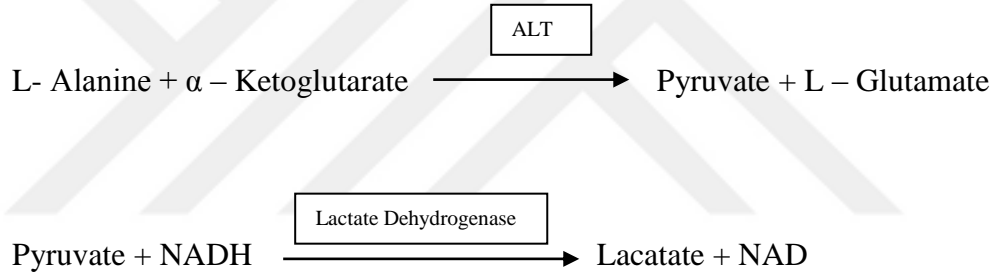 ALT
L- Alanine + α – Ketoglutarate Pyruvate + L – Glutamate
Lactate Dehydrogenase
Pyruvate + NADH Lacatate + NAD